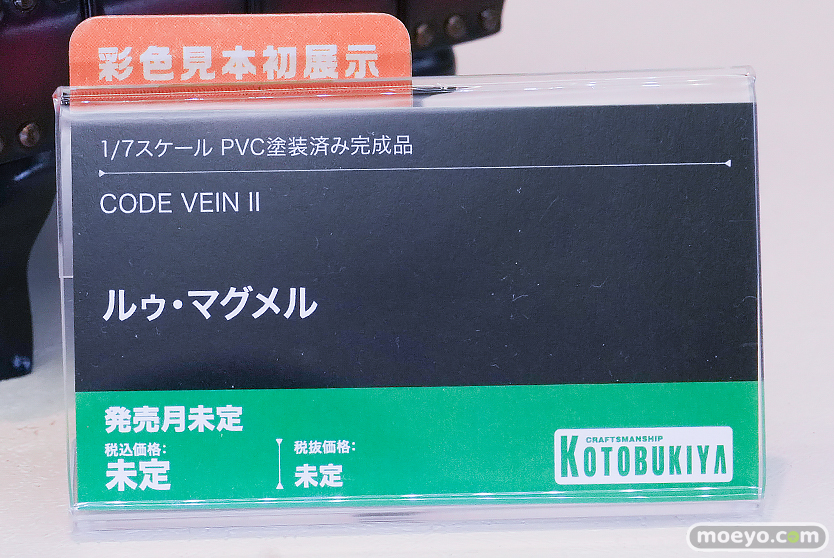 彩色見本初展示
1/7スケール PVC塗装済み完成品
CODE VEIN II
ルゥ・マグメル
発売月未定
税込価格:
未定
税抜価格:
未定
CRAFTSMANSHIP
KOTOBUKIYA
moeyo.com